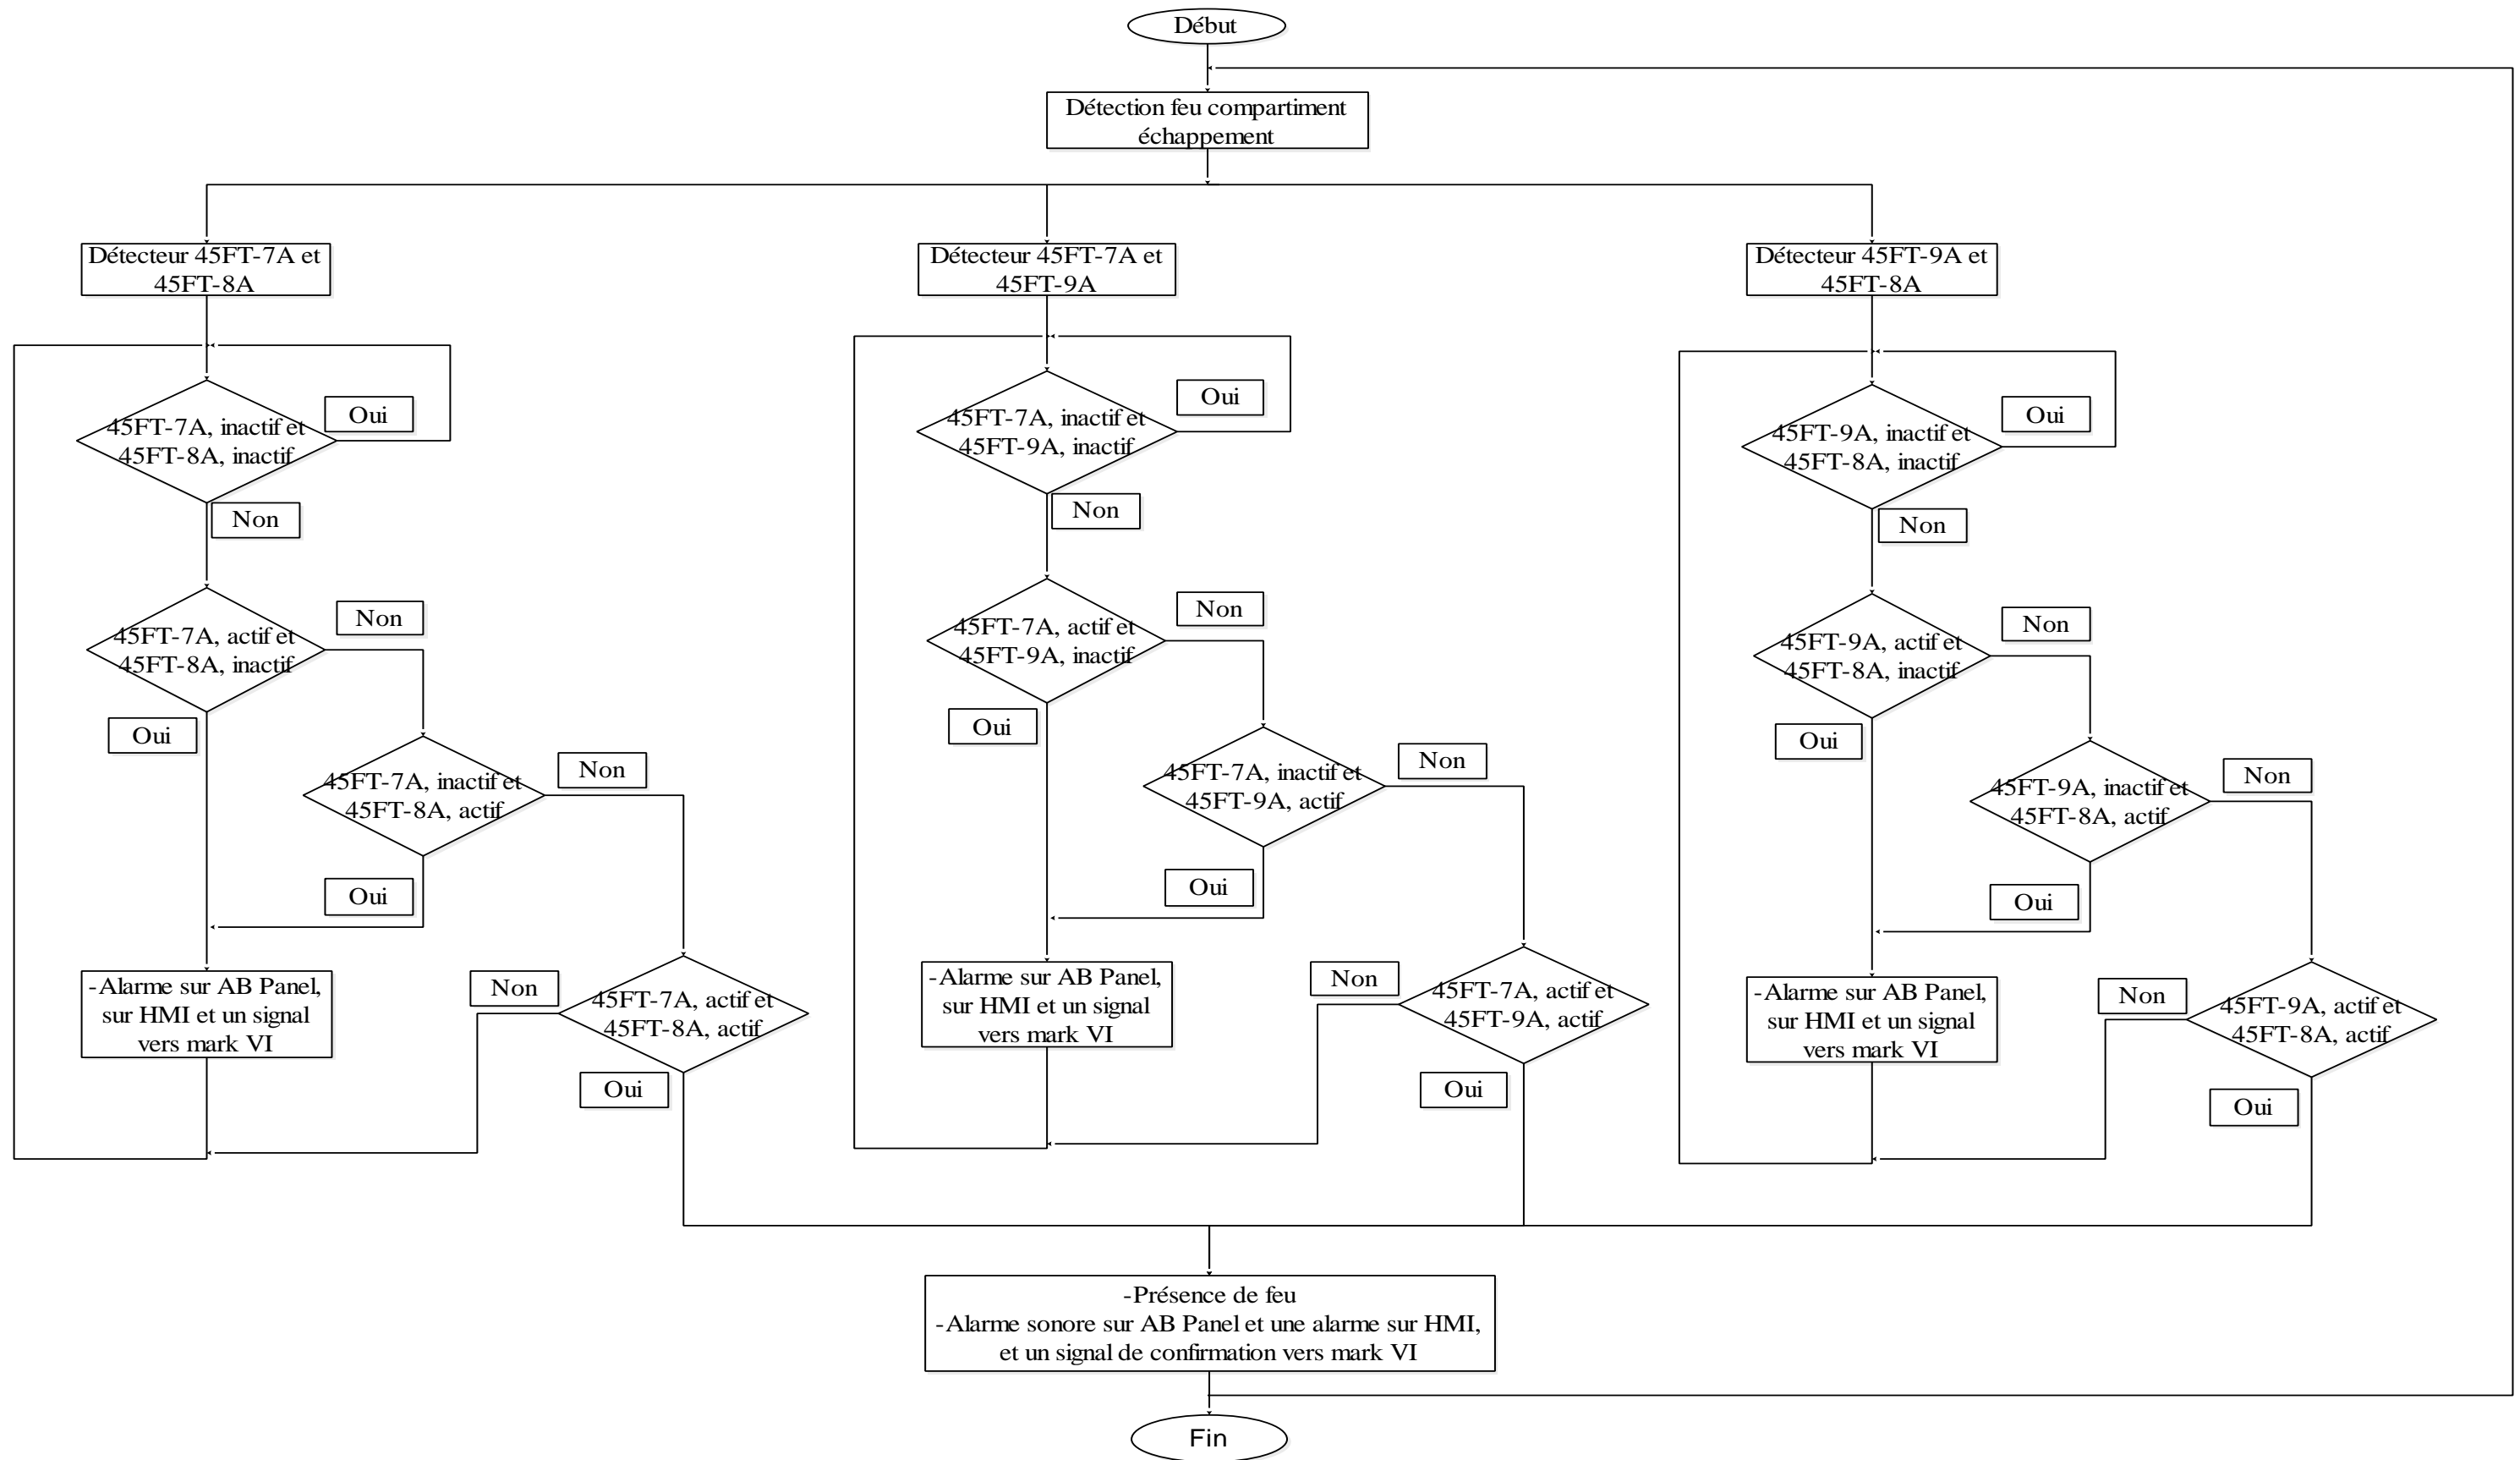 Début
Détection feu compartiment
échappement
Détecteur 45FT-7A et
45FT-8A
Détecteur 45FT-7A et
45FT-9A
Détecteur 45FT-9A et
45FT-8A
45FT-7A, inactif et
45FT-8A, inactif
Oui
Non
45FT-7A, actif et
45FT-8A, inactif
Non
Oui
45FT-7A, inactif et
45FT-8A, actif
Non
Oui
-Alarme sur AB Panel,
sur HMI et un signal
vers mark VI
Non
45FT-7A, actif et
45FT-8A, actif
Oui
45FT-7A, inactif et
45FT-9A, inactif
Oui
Non
45FT-7A, actif et
45FT-9A, inactif
Non
Oui
45FT-7A, inactif et
45FT-9A, actif
Non
Oui
-Alarme sur AB Panel,
sur HMI et un signal
vers mark VI
Non
45FT-7A, actif et
45FT-9A, actif
Oui
45FT-9A, inactif et
45FT-8A, inactif
Oui
Non
45FT-9A, actif et
45FT-8A, inactif
Non
Oui
45FT-9A, inactif et
45FT-8A, actif
Non
Oui
-Alarme sur AB Panel,
sur HMI et un signal
vers mark VI
Non
45FT-9A, actif et
45FT-8A, actif
Oui
-Présence de feu
-Alarme sonore sur AB Panel et une alarme sur HMI,
et un signal de confirmation vers mark VI
Fin